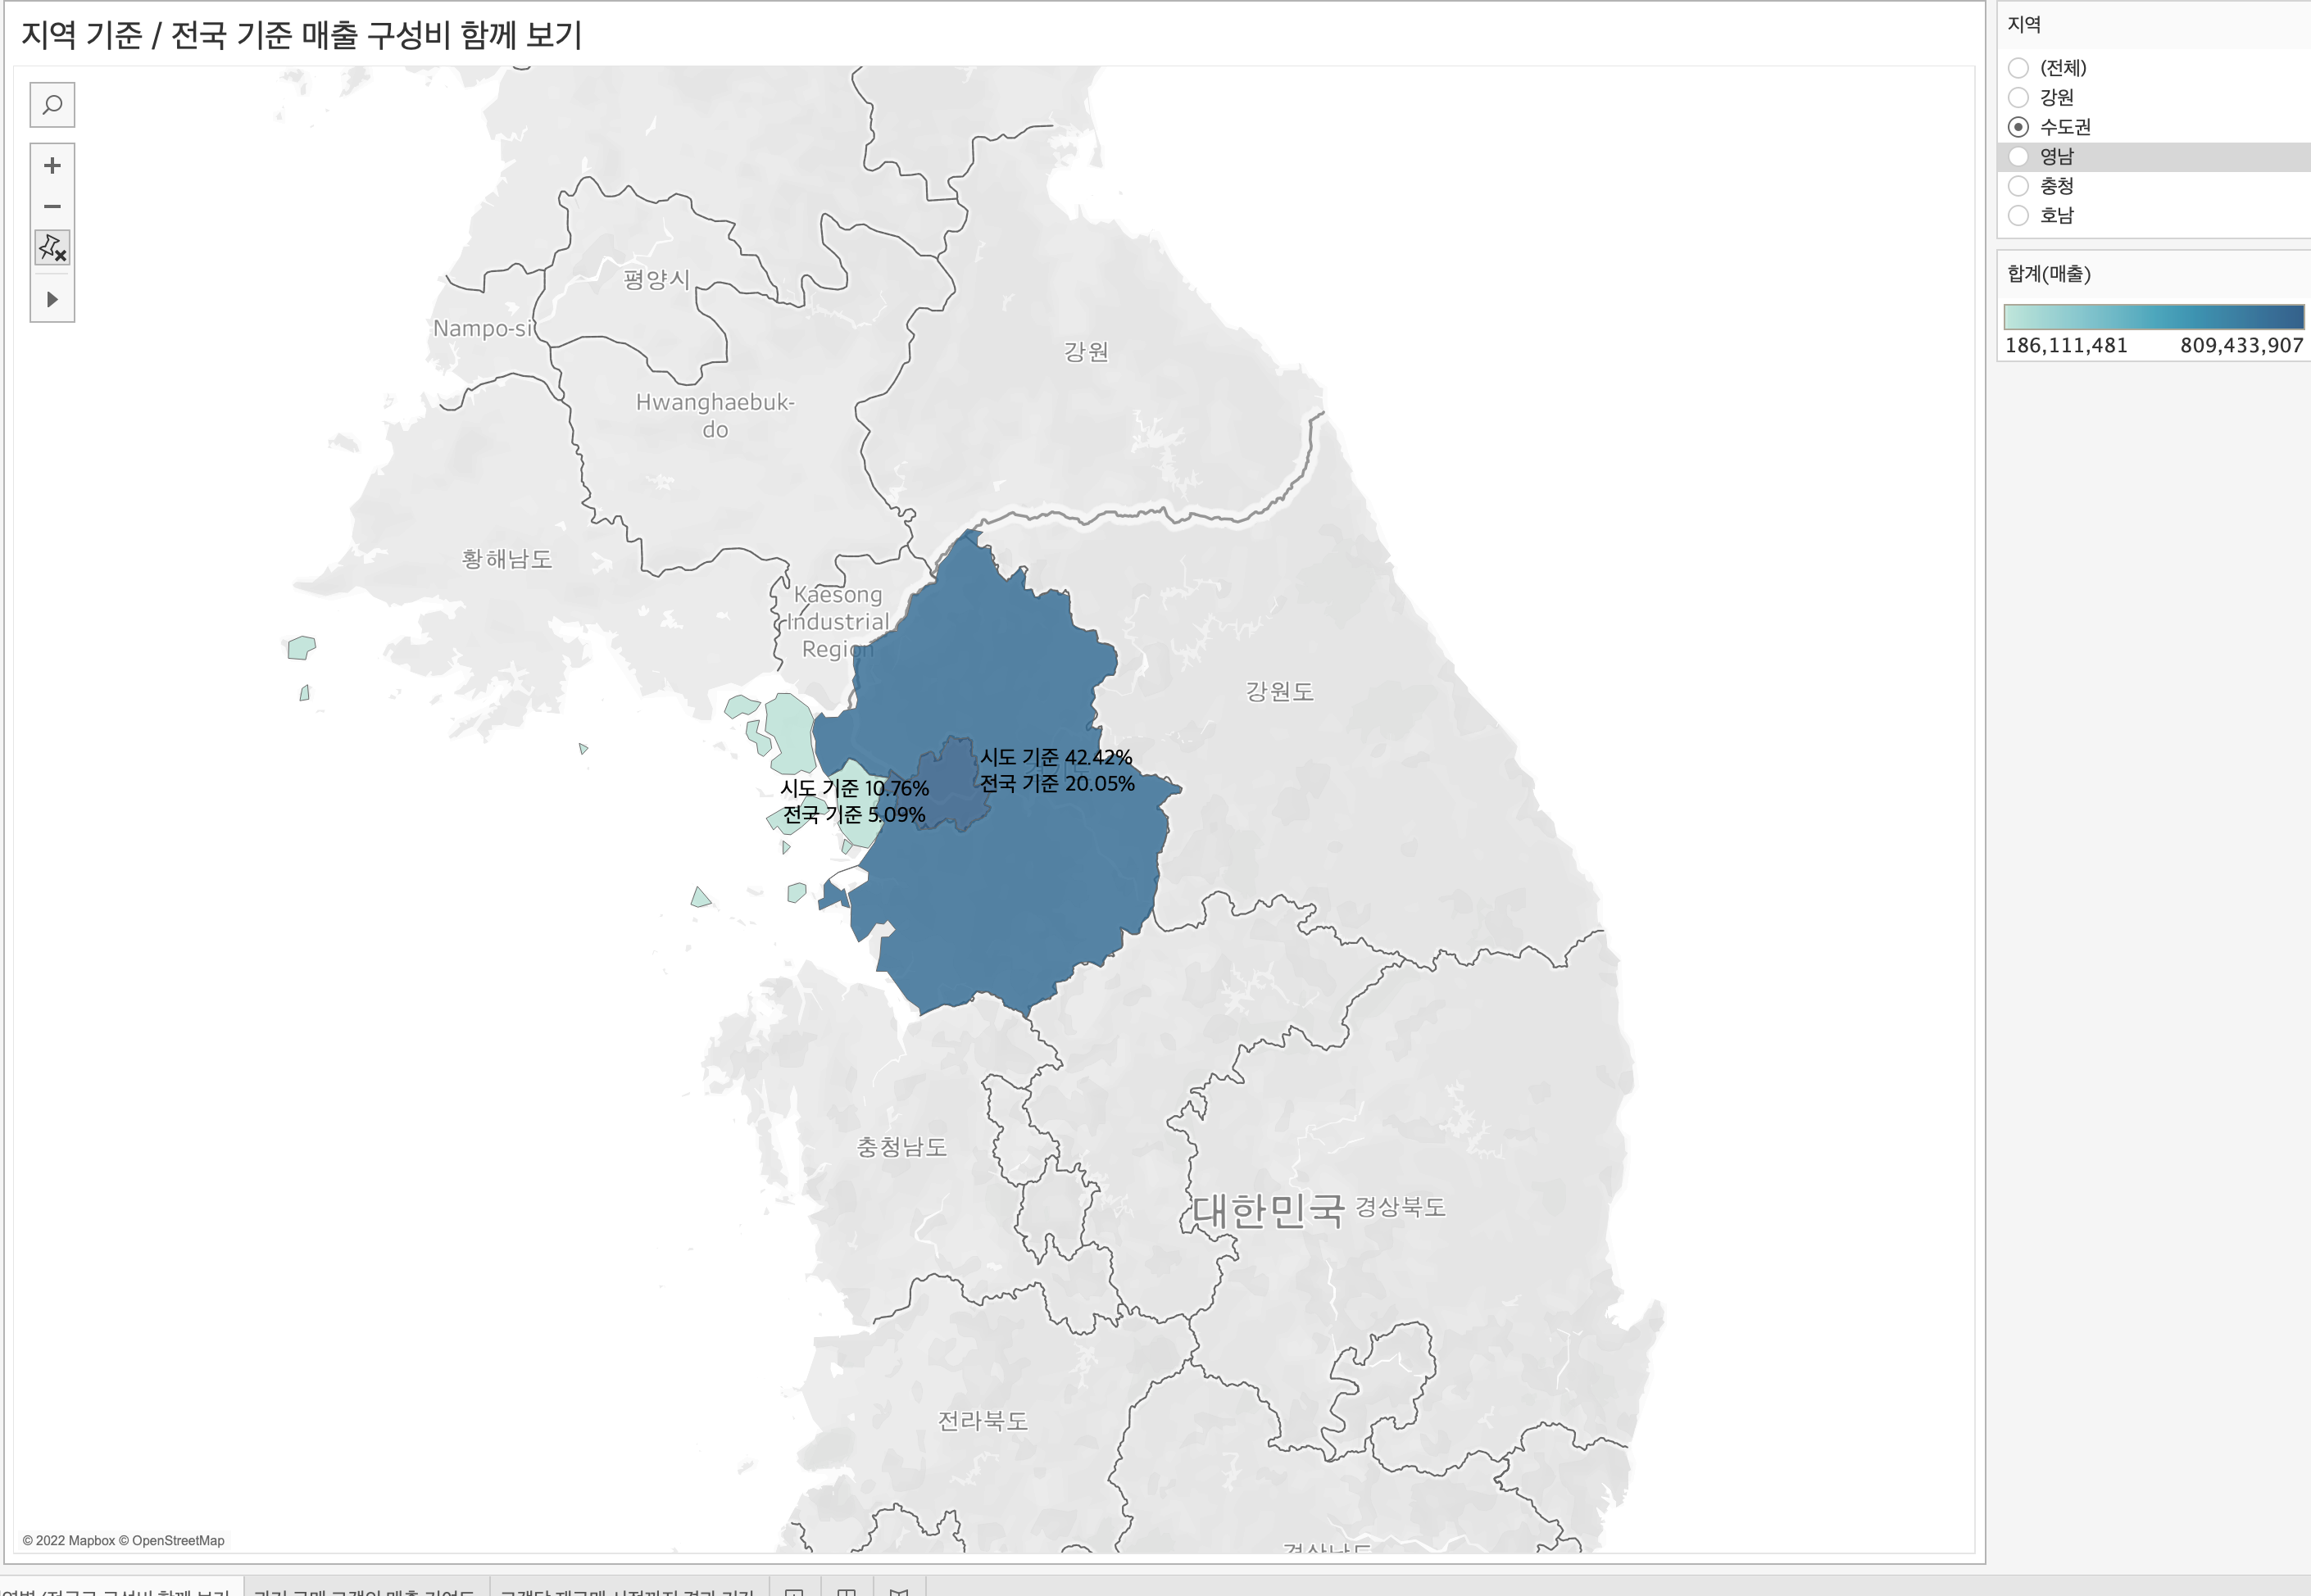 지역 기준 / 전국 기준 매출 구성비 함께 보기
지역
(전체)
강원
수도권
영남
충청
호남
합계(매출)
186,111,481 809,433,907
평양시
Nampo-si
강원
Hwanghaebuk-
do
황해남도
Kaesong
Industrial
Region
강원도
시도 기준 42.42%
전국 기준 20.05%
시도 기준 10.76%
전국 기준 5.09%
충청남도
대한민국 경상북도
전라북도
© 2022 Mapbox © OpenStreetMap